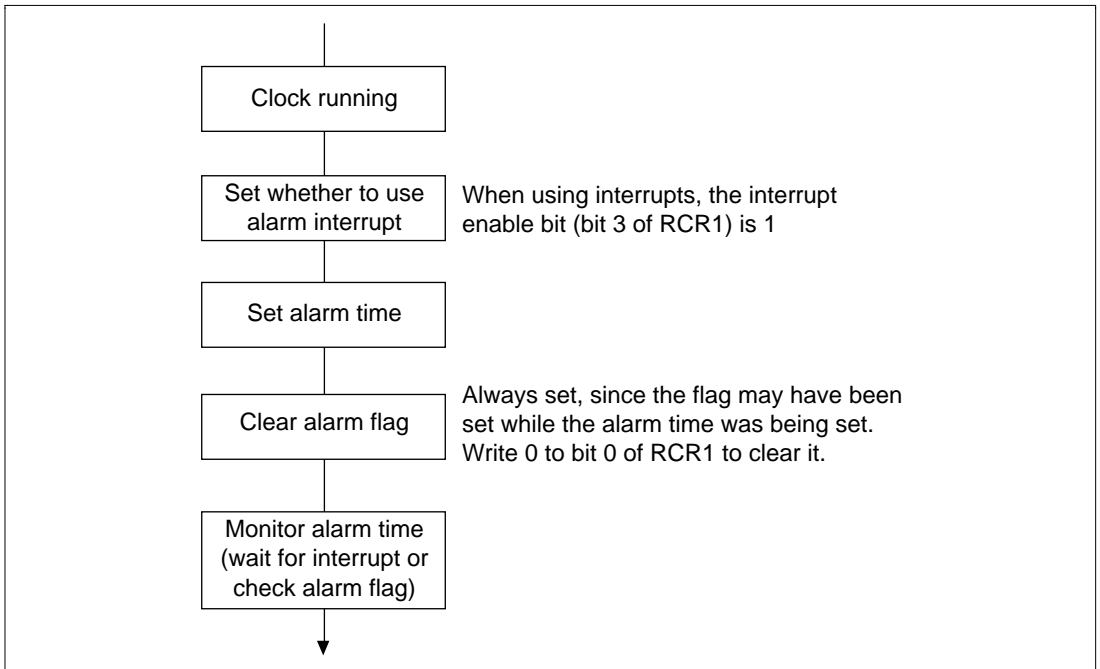 Clock running
Set whether to use
alarm interrupt
When using interrupts, the interrupt
enable bit (bit 3 of RCR1) is 1
Set alarm time
Clear alarm flag
Always set, since the flag may have been
set while the alarm time was being set.
Write 0 to bit 0 of RCR1 to clear it.
Monitor alarm time
(wait for interrupt or
check alarm flag)